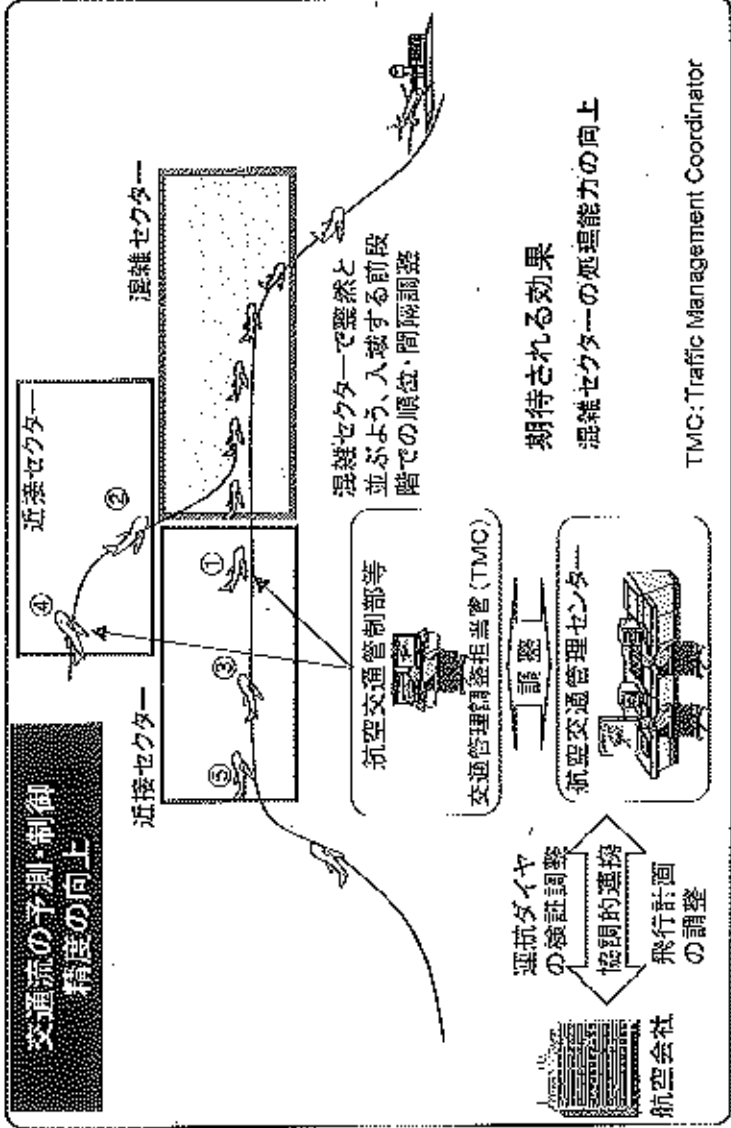 交通流の予測・制御
精度の向上
近接セクター
④
②
混雑セクター
近接セクター
⑤
③
①
混雑セクターで整然と
並ぶよう、入域する前段
階での順位・間隔調整
航空交通管制部等
交通管理調整担当官(TMC)
調整
航空交通管理センター
運航ダイヤ
の検証調整
協調的連携
飛行計画
の調整
航空会社
期待される効果
混雑セクターの処理能力の向上
TMC:Traffic Management Coordinator